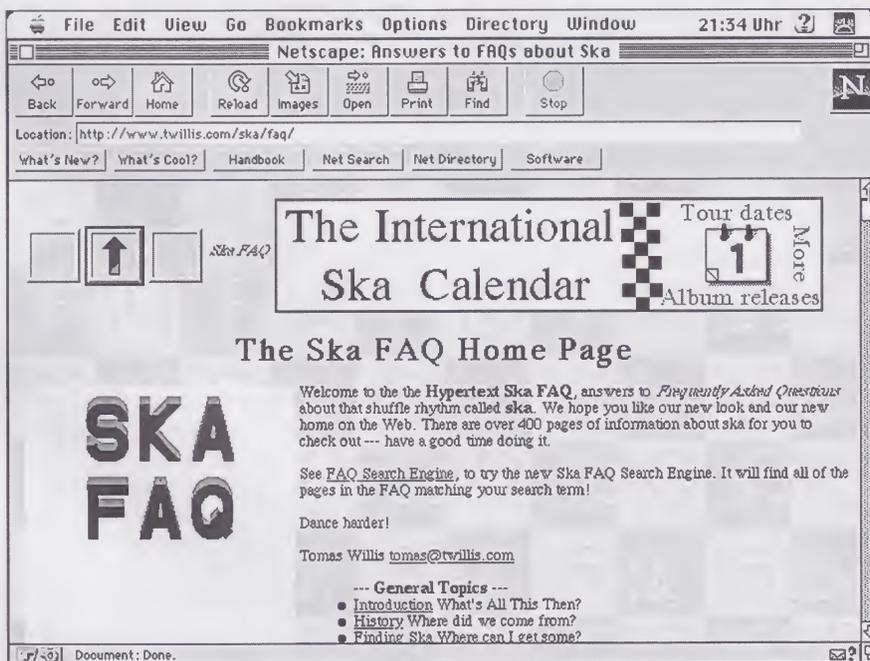 File Edit View Go Bookmarks Options Directory Window 21:34 Uhr
Netscape: Answers to FAQs about Ska
Back Forward Home Reload Images Open Print Find Stop
N
Location: http://www.twillis.com/ska/faq/
What's New? What's Cool? Handbook Net Search Net Directory Software
Ska FAQ
The International
Ska Calendar
Tour dates
1
More
Album releases
The Ska FAQ Home Page
SKA
FAQ
Welcome to the the Hypertext Ska FAQ, answers to Frequently Asked Questions
about that shuffle rhythm called ska. We hope you like our new look and our new
home on the Web. There are over 400 pages of information about ska for you to
check out --- have a good time doing it.
See FAQ Search Engine, to try the new Ska FAQ Search Engine. It will find all of the
pages in the FAQ matching your search term!
Dance harder!
Tomas Willis tomas@twillis.com
--- General Topics ---
Introduction What's All This Then?
History Where did we come from?
Finding Ska Where can I get some?
Document: Done.